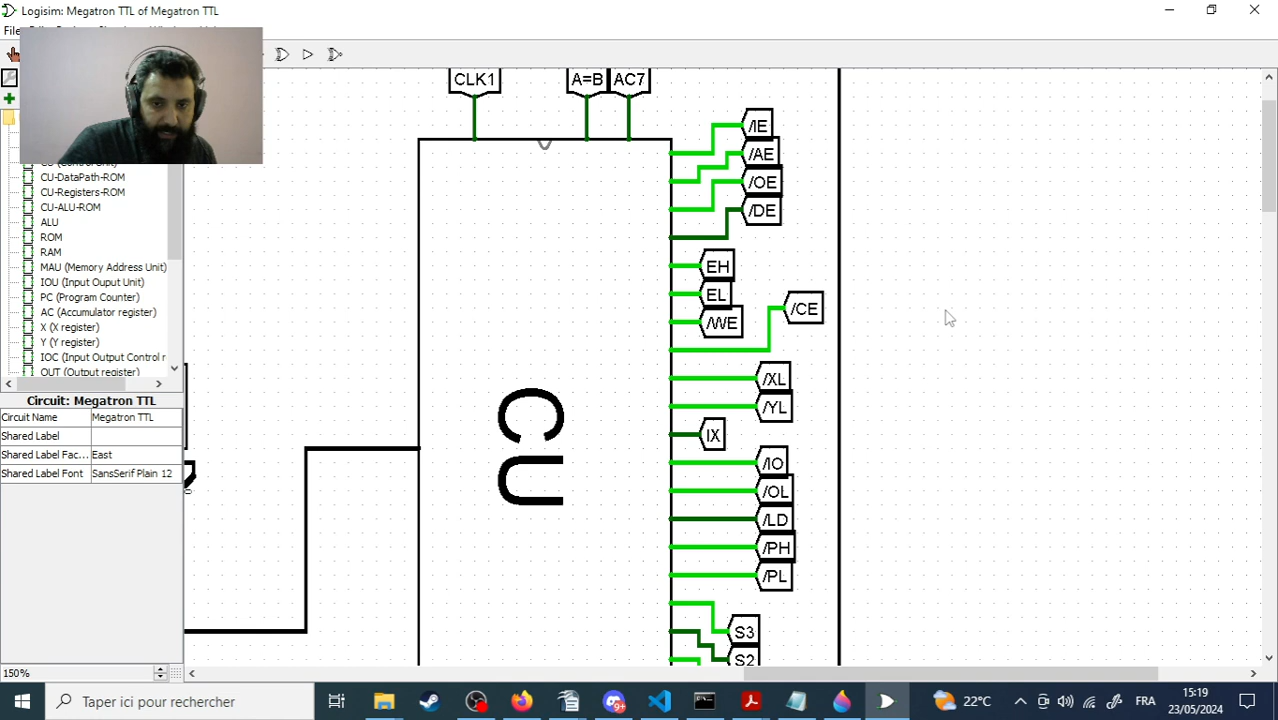 Logisim: Megatron TTL of Megatron TTL
File
CLK1
A=B
AC7
/IE
/AE
/OE
/DE
EH
EL
/WE
/CE
/XL
/YL
IX
/IO
/OL
/LD
/PH
/PL
S3
S2
CU
CU-DataPath-ROM
CU-Registers-ROM
CU-ALU-ROM
ALU
ROM
RAM
MAU (Memory Address Unit)
IOU (Input Ouput Unit)
PC (Program Counter)
AC (Accumulator register)
X (X register)
Y (Y register)
IOC (Input Output Control r
OUT (Output Register)
Circuit: Megatron TTL
Circuit Name Megatron TTL
Shared Label
Shared Label Fac... East
Shared Label Font SansSerif Plain 12
150%
Taper ici pour rechercher
9+
22°C
FRA
15:19
23/05/2024